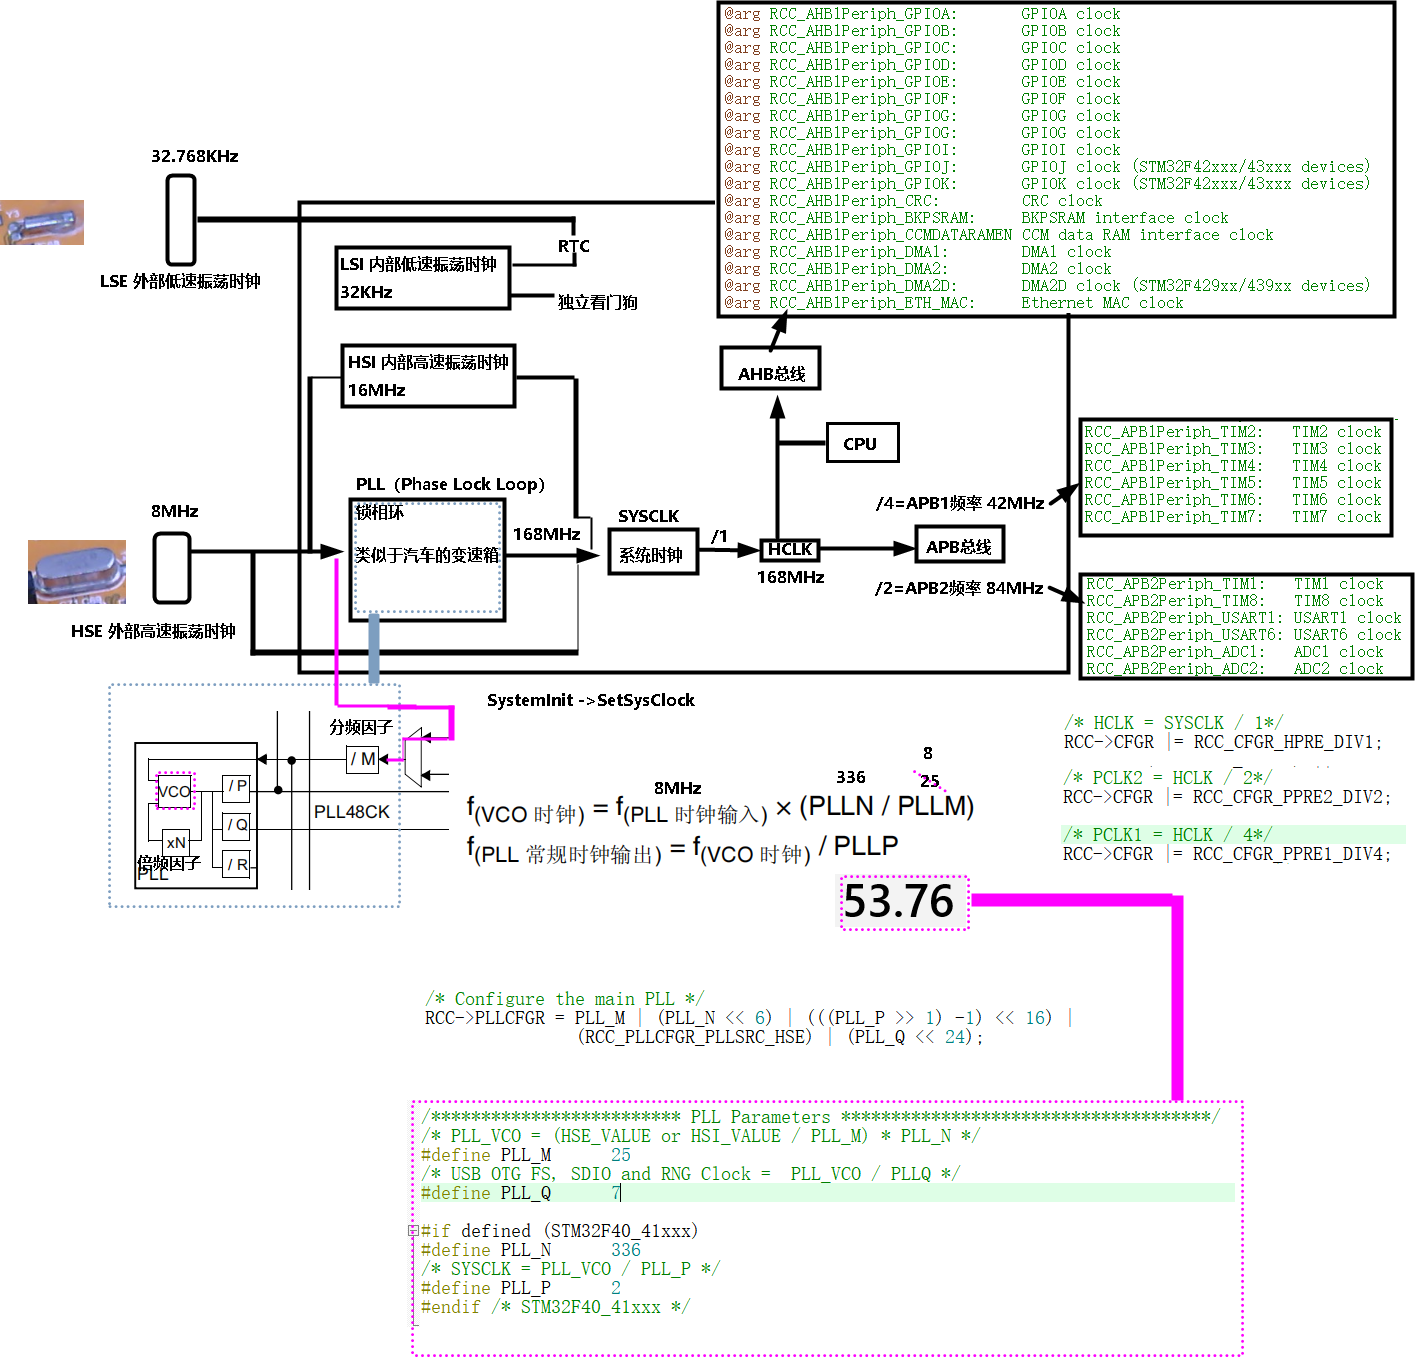 @arg RCC_AHB1Periph_GPIOA: GPIOA clock
@arg RCC_AHB1Periph_GPIOB: GPIOB clock
@arg RCC_AHB1Periph_GPIOC: GPIOC clock
@arg RCC_AHB1Periph_GPIOD: GPIOD clock
@arg RCC_AHB1Periph_GPIOE: GPIOE clock
@arg RCC_AHB1Periph_GPIOF: GPIOF clock
@arg RCC_AHB1Periph_GPIOG: GPIOG clock
@arg RCC_AHB1Periph_GPIOG: GPIOG clock
@arg RCC_AHB1Periph_GPIOI: GPIOI clock
@arg RCC_AHB1Periph_GPIOJ: GPIOJ clock (STM32F42xxx/43xxx devices)
@arg RCC_AHB1Periph_GPIOK: GPIOK clock (STM32F42xxx/43xxx devices)
@arg RCC_AHB1Periph_CRC: CRC clock
@arg RCC_AHB1Periph_BKPSRAM: BKPSRAM interface clock
@arg RCC_AHB1Periph_CCMDATARAMEN CCM data RAM interface clock
@arg RCC_AHB1Periph_DMA1: DMA1 clock
@arg RCC_AHB1Periph_DMA2: DMA2 clock
@arg RCC_AHB1Periph_DMA2D: DMA2D clock (STM32F429xx/439xx devices)
@arg RCC_AHB1Periph_ETH_MAC: Ethernet MAC clock
32.768KHz
LSE 外部低速振荡时钟
RTC
LSI 内部低速振荡时钟
32KHz
独立看门狗
HSI 内部高速振荡时钟
16MHz
AHB总线
CPU
PLL（Phase Lock Loop）
锁相环
类似于汽车的变速箱
8MHz
HSE 外部高速振荡时钟
168MHz
SYSCLK
系统时钟
/1
HCLK
168MHz
APB总线
/4=APB1频率 42MHz
/2=APB2频率 84MHz
RCC_APB1Periph_TIM2: TIM2 clock
RCC_APB1Periph_TIM3: TIM3 clock
RCC_APB1Periph_TIM4: TIM4 clock
RCC_APB1Periph_TIM5: TIM5 clock
RCC_APB1Periph_TIM6: TIM6 clock
RCC_APB1Periph_TIM7: TIM7 clock
RCC_APB2Periph_TIM1: TIM1 clock
RCC_APB2Periph_TIM8: TIM8 clock
RCC_APB2Periph_USART1: USART1 clock
RCC_APB2Periph_USART6: USART6 clock
RCC_APB2Periph_ADC1: ADC1 clock
RCC_APB2Periph_ADC2: ADC2 clock
SystemInit ->SetSysClock
分频因子
/ M
VCO
/ P
PLL48CK
/ Q
xN
倍频因子
/ R
PLL
8MHz
336
8
25
f(VCO 时钟) = f(PLL 时钟输入) × (PLLN / PLLM)
f(PLL 常规时钟输出) = f(VCO 时钟) / PLLP
53.76
/* HCLK = SYSCLK / 1*/
RCC->CFGR |= RCC_CFGR_HPRE_DIV1;
/* PCLK2 = HCLK / 2*/
RCC->CFGR |= RCC_CFGR_PPRE2_DIV2;
/* PCLK1 = HCLK / 4*/
RCC->CFGR |= RCC_CFGR_PPRE1_DIV4;
/* Configure the main PLL */
RCC->PLLCFGR = PLL_M | (PLL_N << 6) | (((PLL_P >> 1) -1) << 16) |
(RCC_PLLCFGR_PLLSRC_HSE) | (PLL_Q << 24);
/************************* PLL Parameters *************************************/
/* PLL_VCO = (HSE_VALUE or HSI_VALUE / PLL_M) * PLL_N */
#define PLL_M 25
/* USB OTG FS, SDIO and RNG Clock = PLL_VCO / PLLQ */
#define PLL_Q 7
#if defined (STM32F40_41xxx)
#define PLL_N 336
/* SYSCLK = PLL_VCO / PLL_P */
#define PLL_P 2
#endif /* STM32F40_41xxx */